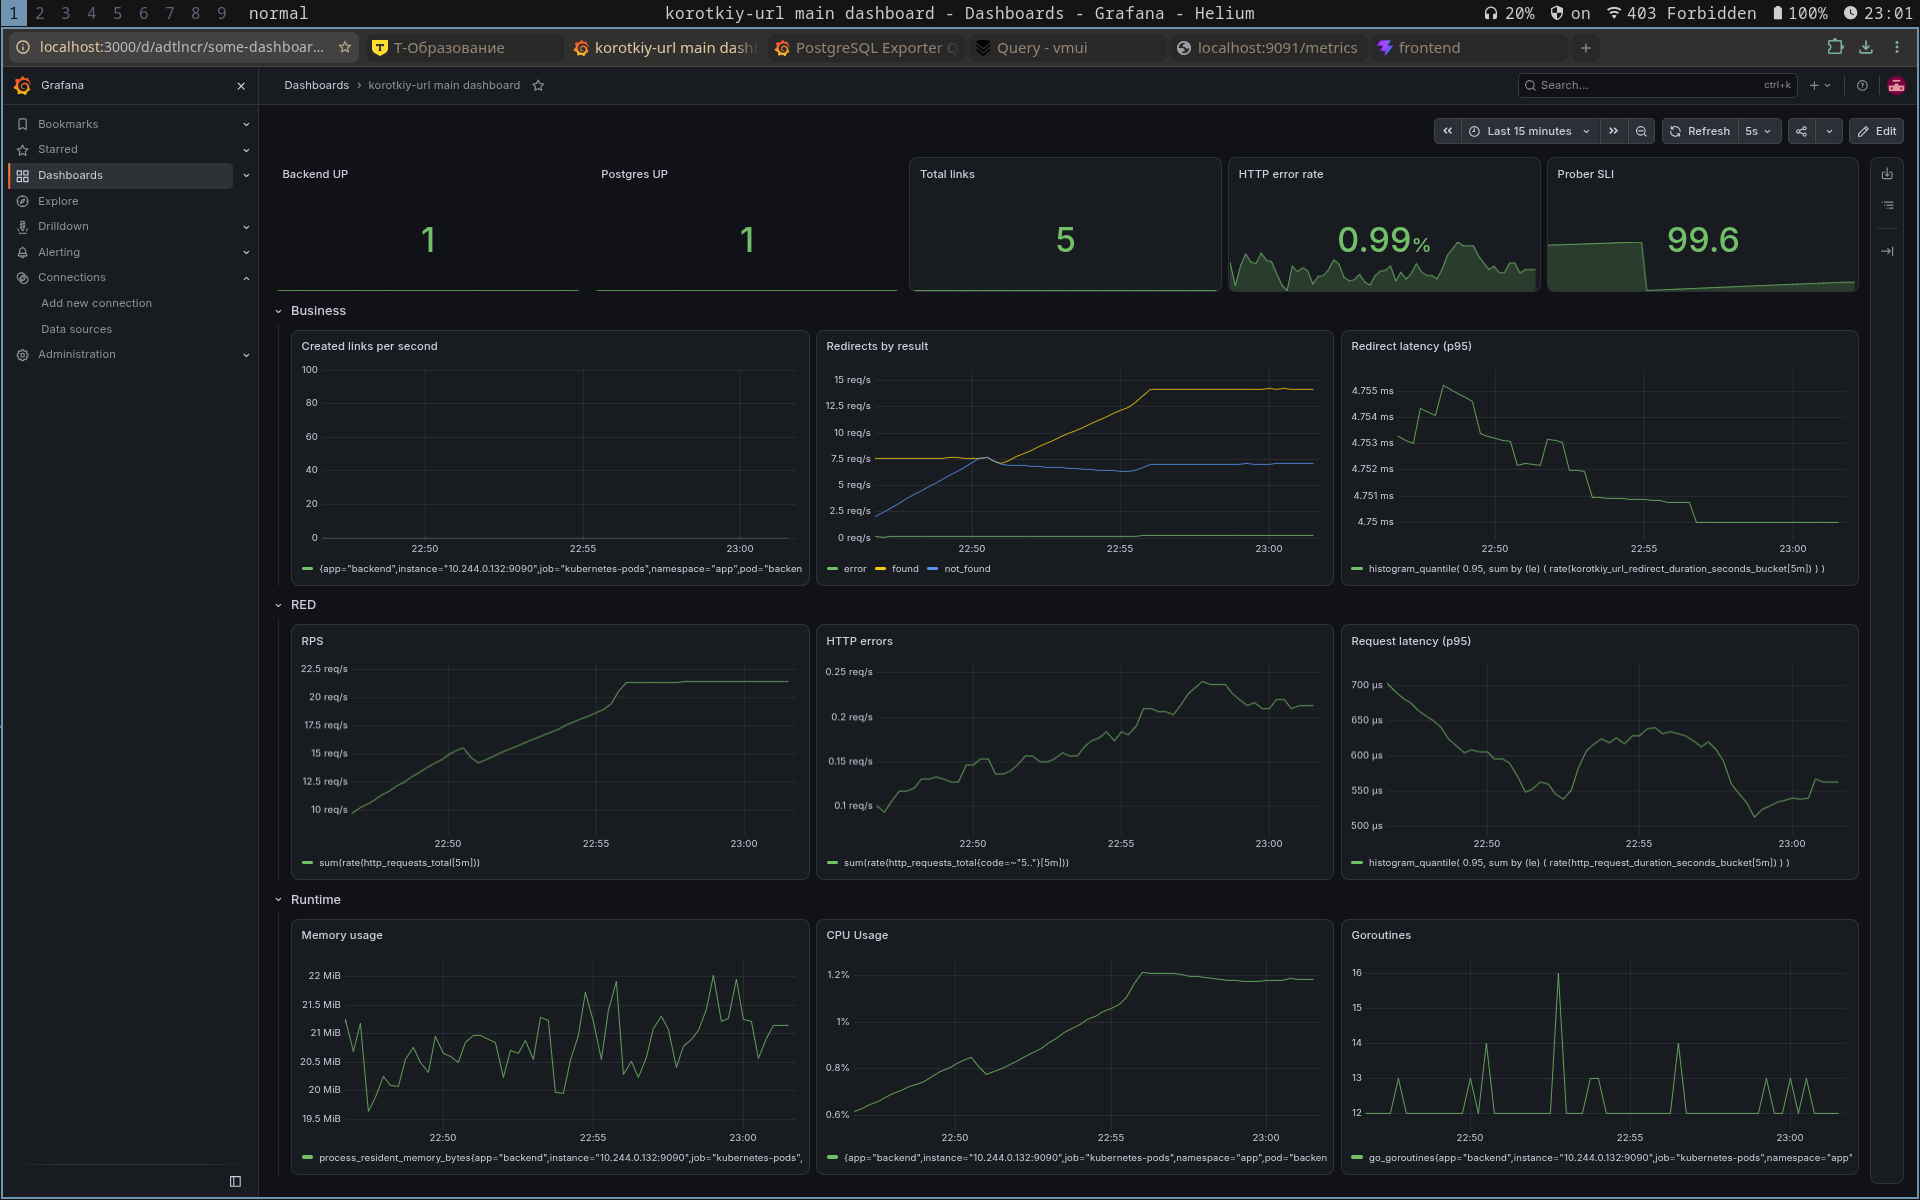 1 2 3 4 5 6 7 8 9 normal korotkiy-url main dashboard - Dashboards - Grafana - Helium 20% on 403 Forbidden 100% 23:01
localhost:3000/d/adtlncr/some-dashboar... Т-Образование korotkiy-url main dash PostgreSQL Exporter Q Query - vmui localhost:9091/metrics frontend +
Grafana
Dashboards › korotkiy-url main dashboard
Search... ctrl+k
Bookmarks
Starred
Dashboards
Explore
Drilldown
Alerting
Connections
Add new connection
Data sources
Administration
Last 15 minutes Refresh 5s Edit
Backend UP
1
Postgres UP
1
Total links
5
HTTP error rate
0.99%
Prober SLI
99.6
Business
Created links per second
100
80
60
40
20
0
22:50 22:55 23:00
{app="backend",instance="10.244.0.132:9090",job="kubernetes-pods",namespace="app",pod="backen
Redirects by result
15 req/s
12.5 req/s
10 req/s
7.5 req/s
5 req/s
2.5 req/s
0 req/s
22:50 22:55 23:00
error found not_found
Redirect latency (p95)
4.755 ms
4.754 ms
4.753 ms
4.752 ms
4.751 ms
4.75 ms
22:50 22:55 23:00
histogram_quantile( 0.95, sum by (le) ( rate(korotkiy_url_redirect_duration_seconds_bucket[5m]) ) )
RED
RPS
22.5 req/s
20 req/s
17.5 req/s
15 req/s
12.5 req/s
10 req/s
22:50 22:55 23:00
sum(rate(http_requests_total[5m]))
HTTP errors
0.25 req/s
0.2 req/s
0.15 req/s
0.1 req/s
22:50 22:55 23:00
sum(rate(http_requests_total{code=~"5.."}[5m]))
Request latency (p95)
700 µs
650 µs
600 µs
550 µs
500 µs
22:50 22:55 23:00
histogram_quantile( 0.95, sum by (le) ( rate(http_request_duration_seconds_bucket[5m]) ) )
Runtime
Memory usage
22 MiB
21.5 MiB
21 MiB
20.5 MiB
20 MiB
19.5 MiB
22:50 22:55 23:00
process_resident_memory_bytes{app="backend",instance="10.244.0.132:9090",job="kubernetes-pods",
CPU Usage
1.2%
1%
0.8%
0.6%
22:50 22:55 23:00
{app="backend",instance="10.244.0.132:9090",job="kubernetes-pods",namespace="app",pod="backen
Goroutines
16
15
14
13
12
22:50 22:55 23:00
go_goroutines{app="backend",instance="10.244.0.132:9090",job="kubernetes-pods",namespace="app"